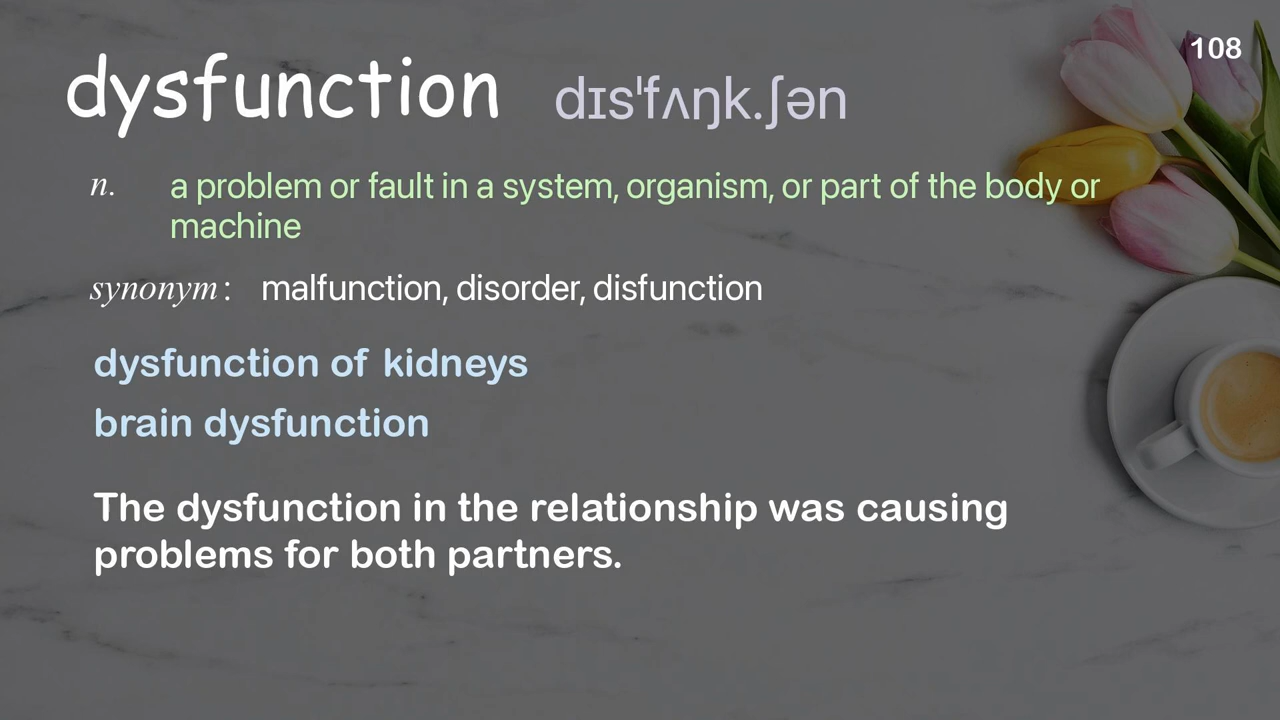 108
dysfunction dɪsˈfʌŋk.ʃən
n. a problem or fault in a system, organism, or part of the body or
machine
synonym: malfunction, disorder, disfunction
dysfunction of kidneys
brain dysfunction
The dysfunction in the relationship was causing
problems for both partners.